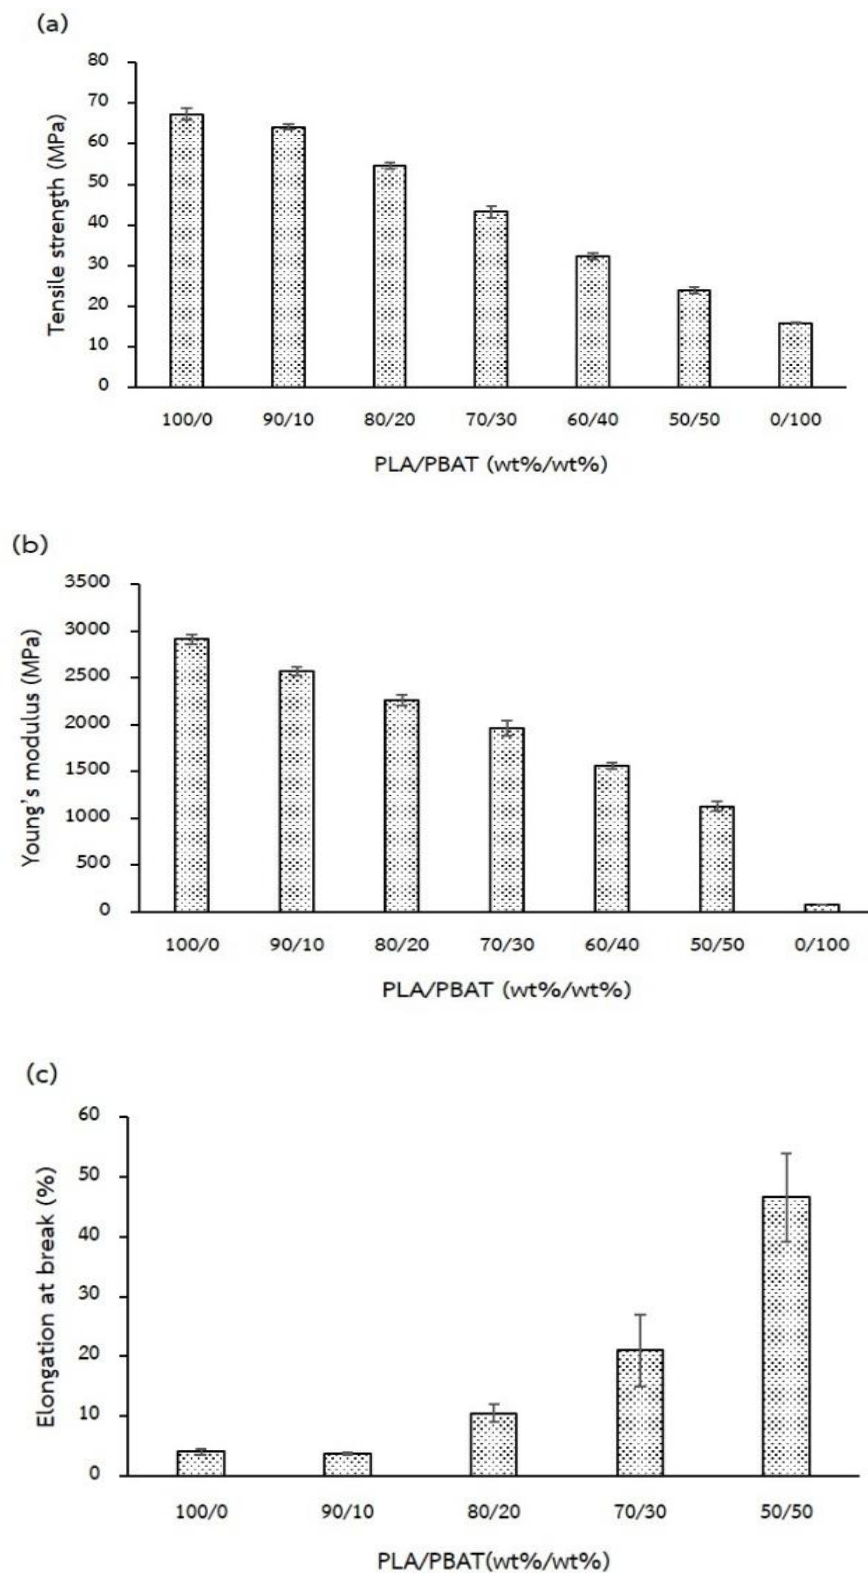 (a)
80
70
60
50
40
30
20
10
0
Tensile strength (MPa)
100/0 90/10 80/20 70/30 60/40 50/50 0/100
PLA/PBAT (wt%/wt%)
(b)
3500
3000
2500
2000
1500
1000
500
0
Young's modulus (MPa)
100/0 90/10 80/20 70/30 60/40 50/50 0/100
PLA/PBAT (wt%/wt%)
(c)
60
50
40
30
20
10
0
Elongation at break (%)
100/0 90/10 80/20 70/30 50/50
PLA/PBAT(wt%/wt%)